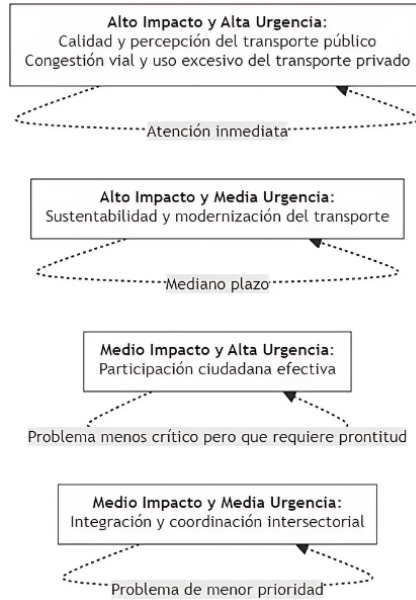 Alto Impacto y Alta Urgencia:
Calidad y percepción del transporte público
Congestión vial y uso excesivo del transporte privado
Atención inmediata
Alto Impacto y Media Urgencia:
Sustentabilidad y modernización del transporte
Mediano plazo
Medio Impacto y Alta Urgencia:
Participación ciudadana efectiva
Problema menos crítico pero que requiere prontitud
Medio Impacto y Media Urgencia:
Integración y coordinación intersectorial
Problema de menor prioridad